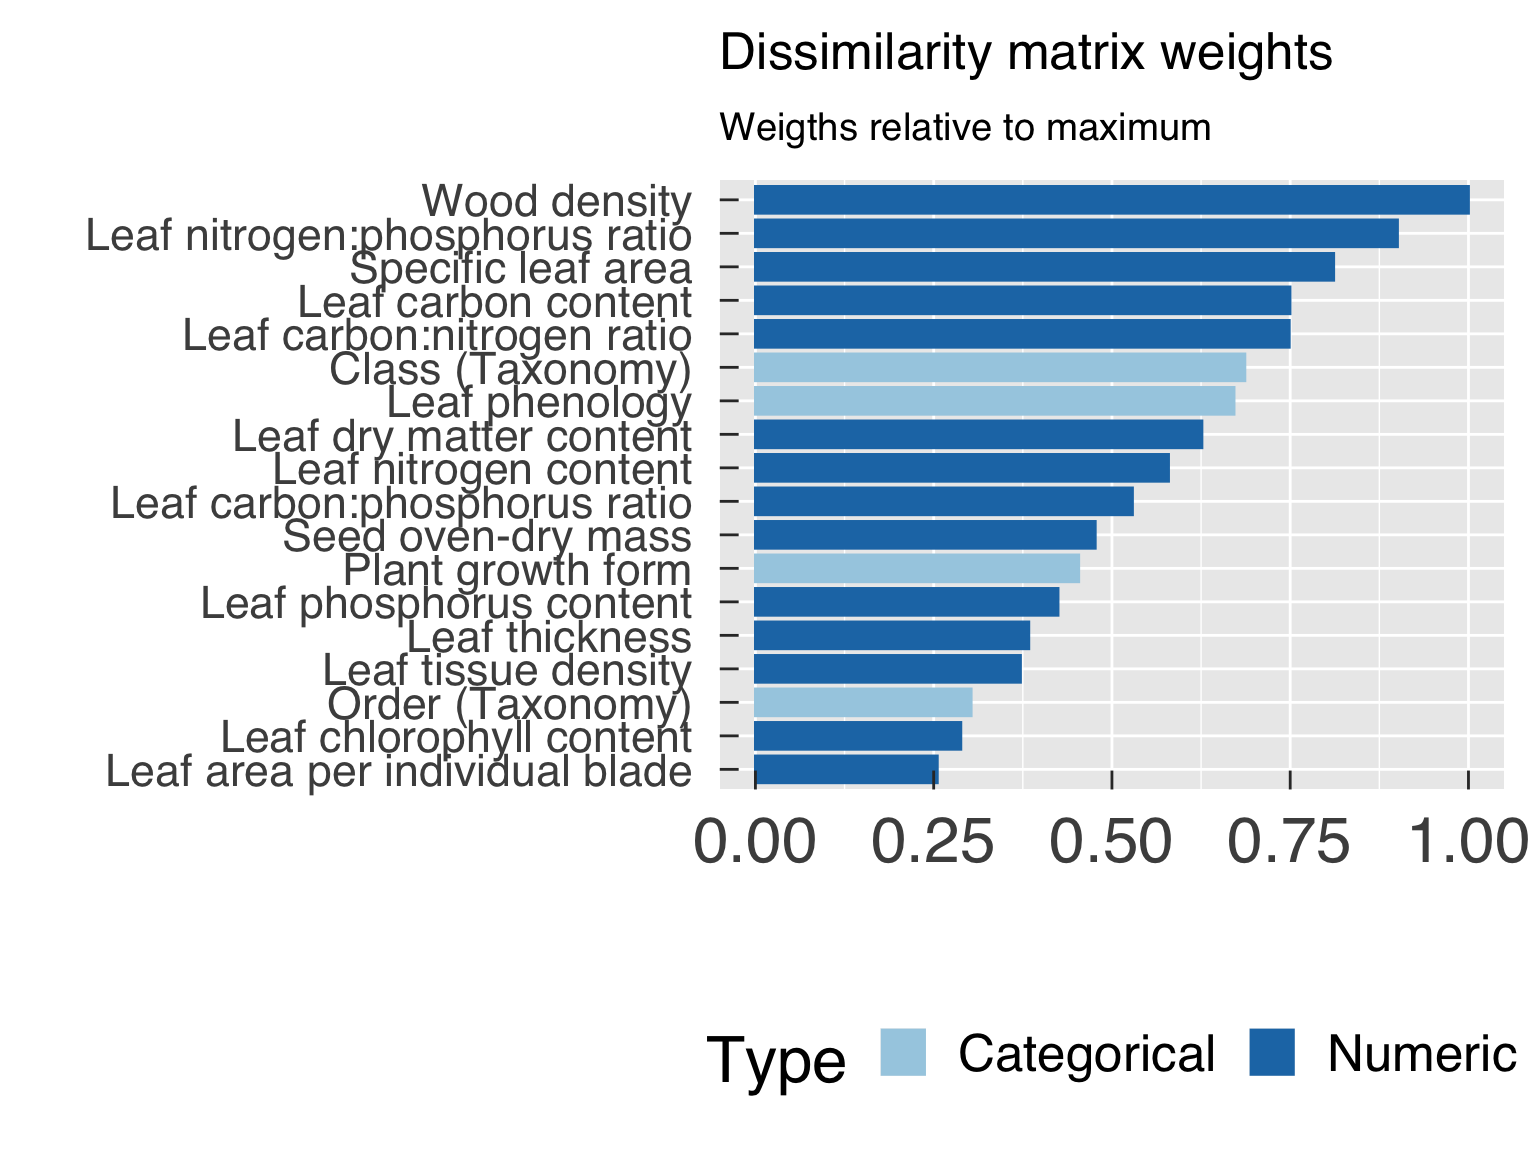 Dissimilarity matrix weights
Weigths relative to maximum
Wood density
Leaf nitrogen:phosphorus ratio
Specific leaf area
Leaf carbon content
Leaf carbon:nitrogen ratio
Class (Taxonomy)
Leaf phenology
Leaf dry matter content
Leaf nitrogen content
Leaf carbon:phosphorus ratio
Seed oven-dry mass
Plant growth form
Leaf phosphorus content
Leaf thickness
Leaf tissue density
Order (Taxonomy)
Leaf chlorophyll content
Leaf area per individual blade
0.00 0.25 0.50 0.75 1.00
Type Categorical Numeric